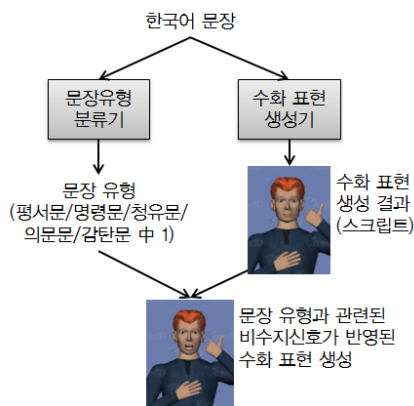 한국어 문장
문장유형
분류기
수화 표현
생성기
문장 유형
(평서문/명령문/청유문/
의문문/감탄문 中 1)
수화 표현
생성 결과
(스크립트)
문장 유형과 관련된
비수지신호가 반영된
수화 표현 생성